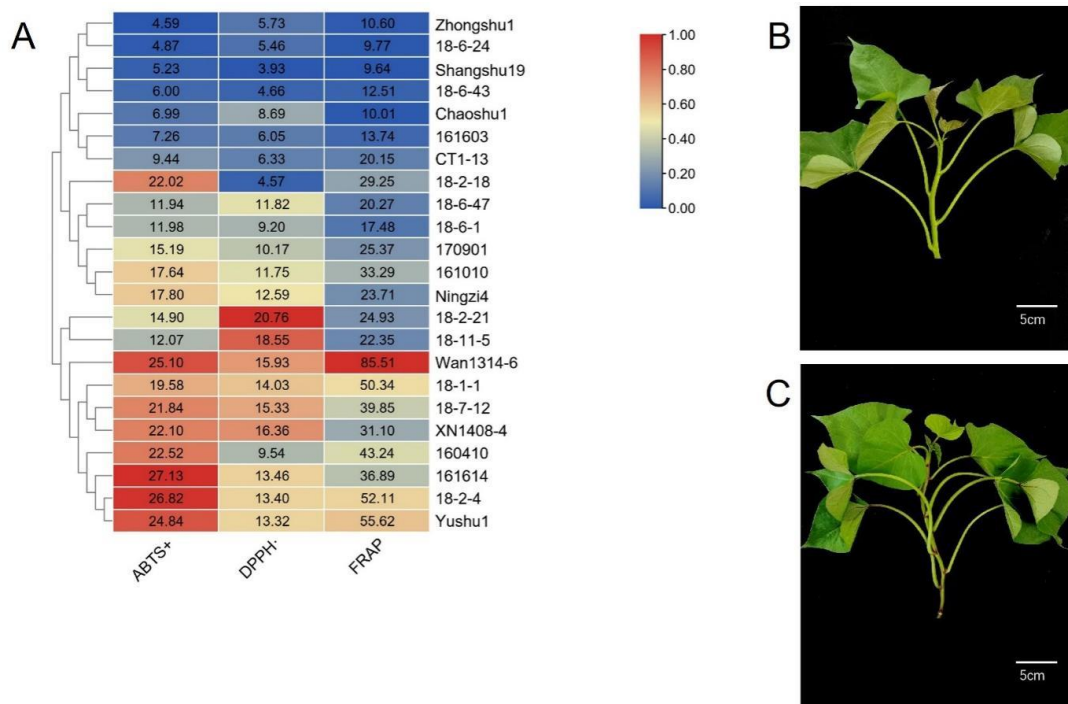 A
4.59 5.73 10.60 Zhongshu1
4.87 5.46 9.77 18-6-24
5.23 3.93 9.64 Shangshu19
6.00 4.66 12.51 18-6-43
6.99 8.69 10.01 Chaoshu1
7.26 6.05 13.74 161603
9.44 6.33 20.15 CT1-13
22.02 4.57 29.25 18-2-18
11.94 11.82 20.27 18-6-47
11.98 9.20 17.48 18-6-1
15.19 10.17 25.37 170901
17.64 11.75 33.29 161010
17.80 12.59 23.71 Ningzi4
14.90 20.76 24.93 18-2-21
12.07 18.55 22.35 18-11-5
25.10 15.93 85.51 Wan1314-6
19.58 14.03 50.34 18-1-1
21.84 15.33 39.85 18-7-12
22.10 16.36 31.10 XN1408-4
22.52 9.54 43.24 160410
27.13 13.46 36.89 161614
26.82 13.40 52.11 18-2-4
24.84 13.32 55.62 Yushu1
ABTS+ DPPH· FRAP
1.00
0.80
0.60
0.40
0.20
0.00
B
5cm
C
5cm